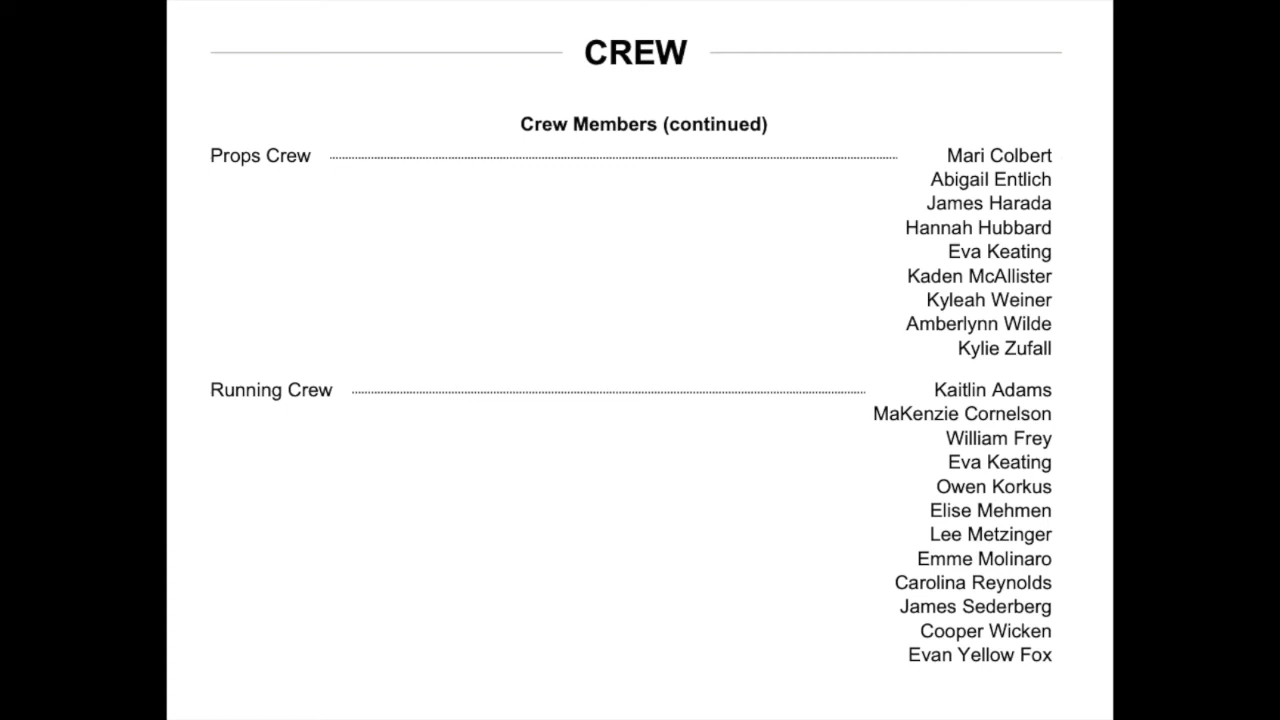 CREW
Crew Members (continued)
Props Crew Mari Colbert
Abigail Entlich
James Harada
Hannah Hubbard
Eva Keating
Kaden McAllister
Kyleah Weiner
Amberlynn Wilde
Kylie Zufall
Running Crew Kaitlin Adams
MaKenzie Cornelson
William Frey
Eva Keating
Owen Korkus
Elise Mehmen
Lee Metzinger
Emme Molinaro
Carolina Reynolds
James Sederberg
Cooper Wicken
Evan Yellow Fox